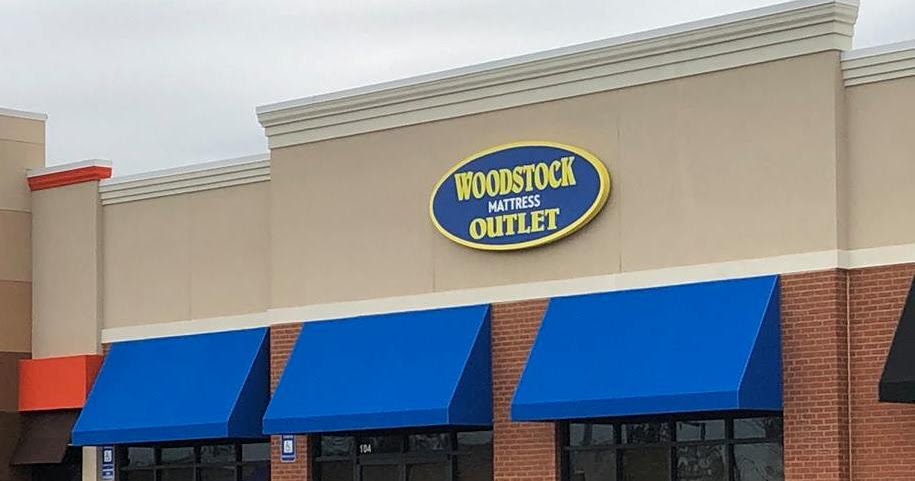 WOODSTOCK
MATTRESS
OUTLET
104